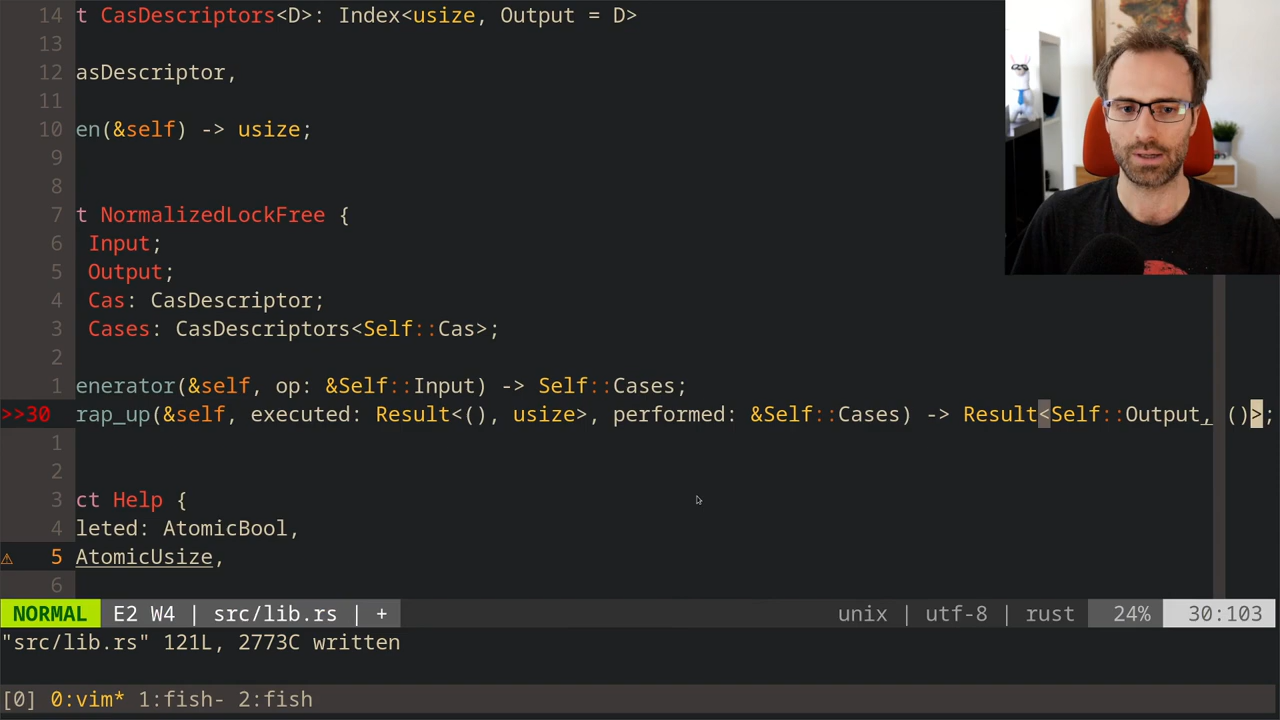 14 t CasDescriptors<D>: Index<usize, Output = D>
13
12 asDescriptor,
11
10 en(&self) -> usize;
9
8
7 t NormalizedLockFree {
6 Input;
5 Output;
4 Cas: CasDescriptor;
3 Cases: CasDescriptors<Self::Cas>;
2
1 enerator(&self, op: &Self::Input) -> Self::Cases;
>>30 rap_up(&self, executed: Result<(), usize>, performed: &Self::Cases) -> Result<Self::Output, ()>;
1
2
3 ct Help {
4 leted: AtomicBool,
⚠ 5 AtomicUsize,
6
NORMAL E2 W4 | src/lib.rs | + unix | utf-8 | rust 24% 30:103
"src/lib.rs" 121L, 2773C written
[0] 0:vim* 1:fish- 2:fish